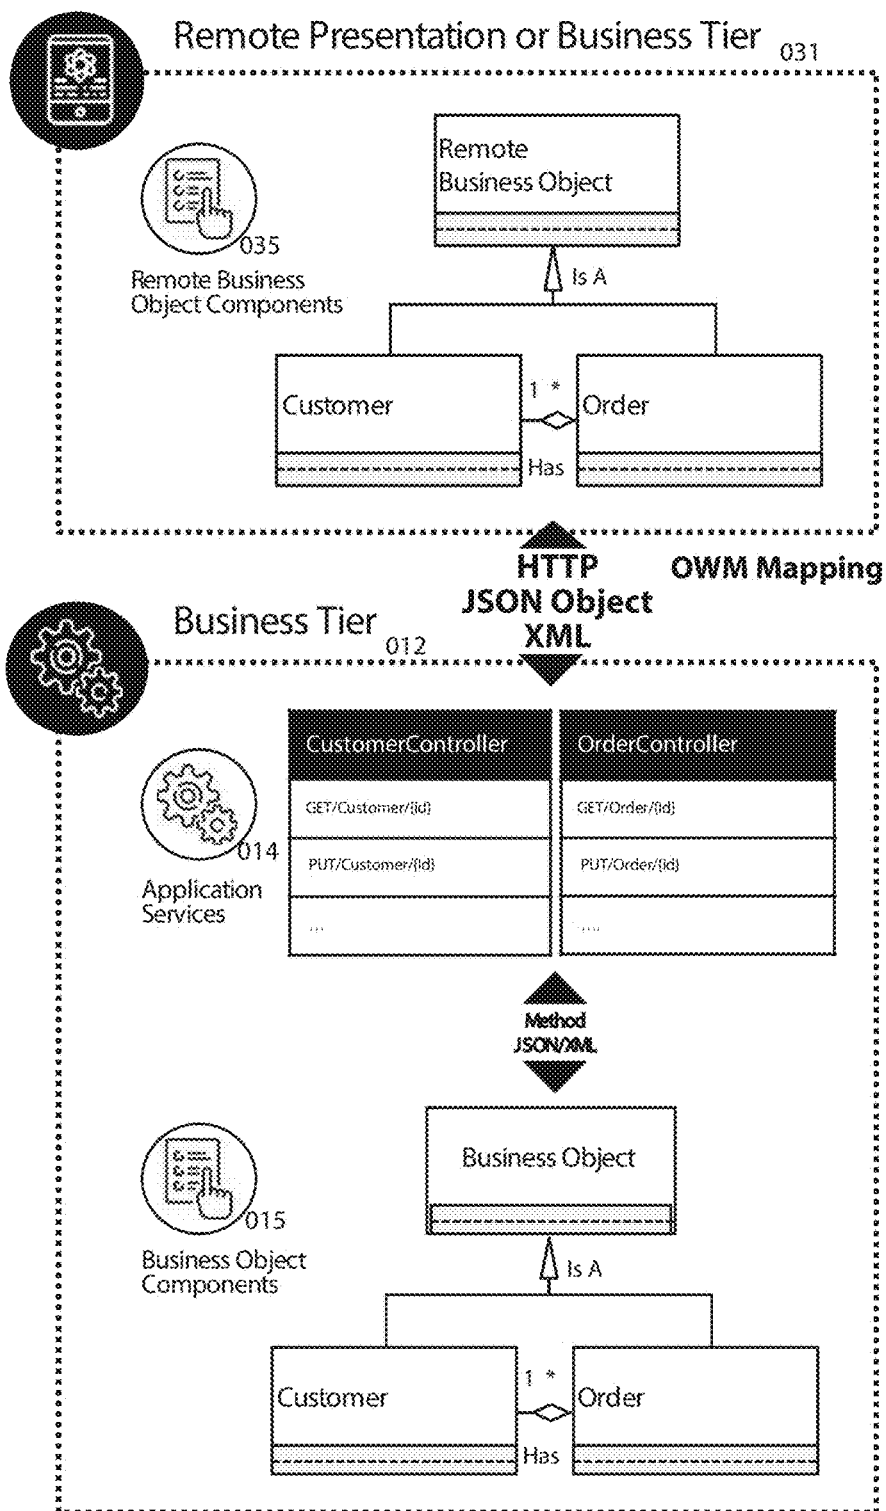 Remote Presentation or Business Tier 031
Remote
Business Object
035
Remote Business
Object Components
Is A
Customer
1 *
Order
Has
HTTP
JSON Object
XML
OWM Mapping
Business Tier 012
CustomerController
OrderController
GET/Customer/{id}
GET/Order/{id}
PUT/Customer/{id}
PUT/Order/{id}
...
....
014
Application
Services
Method
JSON/XML
Business Object
015
Business Object
Components
Is A
Customer
1 *
Order
Has